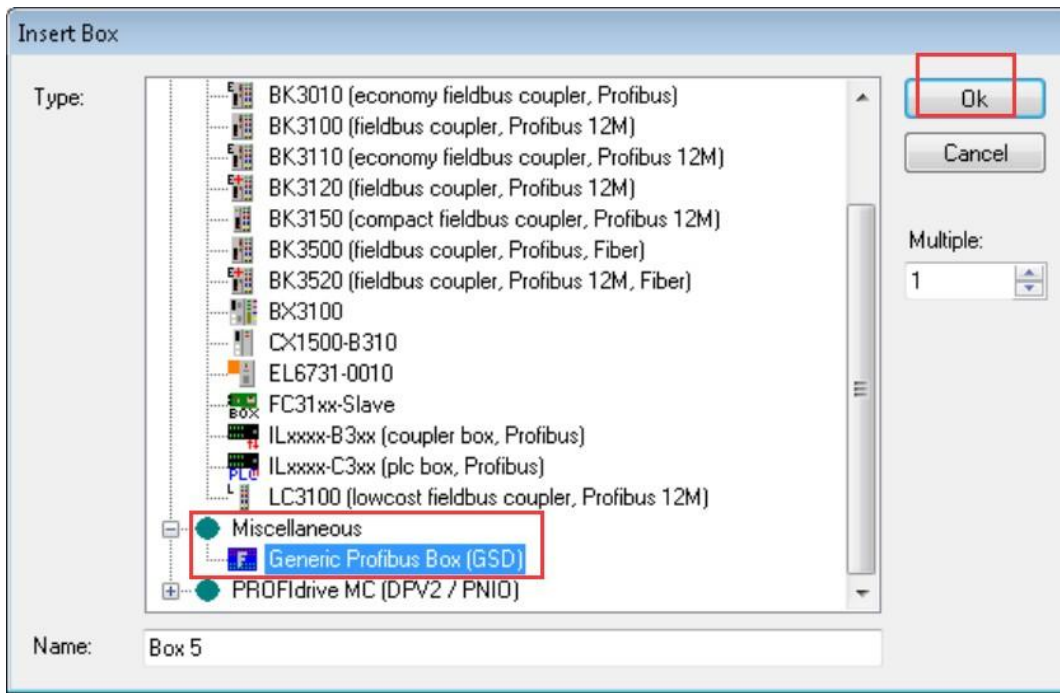 Insert Box
Type:
BK3010 (economy fieldbus coupler, Profibus)
BK3100 (fieldbus coupler, Profibus 12M)
BK3110 (economy fieldbus coupler, Profibus 12M)
BK3120 (fieldbus coupler, Profibus 12M)
BK3150 (compact fieldbus coupler, Profibus 12M)
BK3500 (fieldbus coupler, Profibus, Fiber)
BK3520 (fieldbus coupler, Profibus 12M, Fiber)
BX3100
CX1500-B310
EL6731-0010
FC31xx-Slave
ILxxxx-B3xx (coupler box, Profibus)
ILxxxx-C3xx (plc box, Profibus)
LC3100 (lowcost fieldbus coupler, Profibus 12M)
Miscellaneous
Generic Profibus Box (GSD)
PROFIdrive MC (DPV2 / PNIO)
Ok
Cancel
Multiple:
1
Name:
Box 5